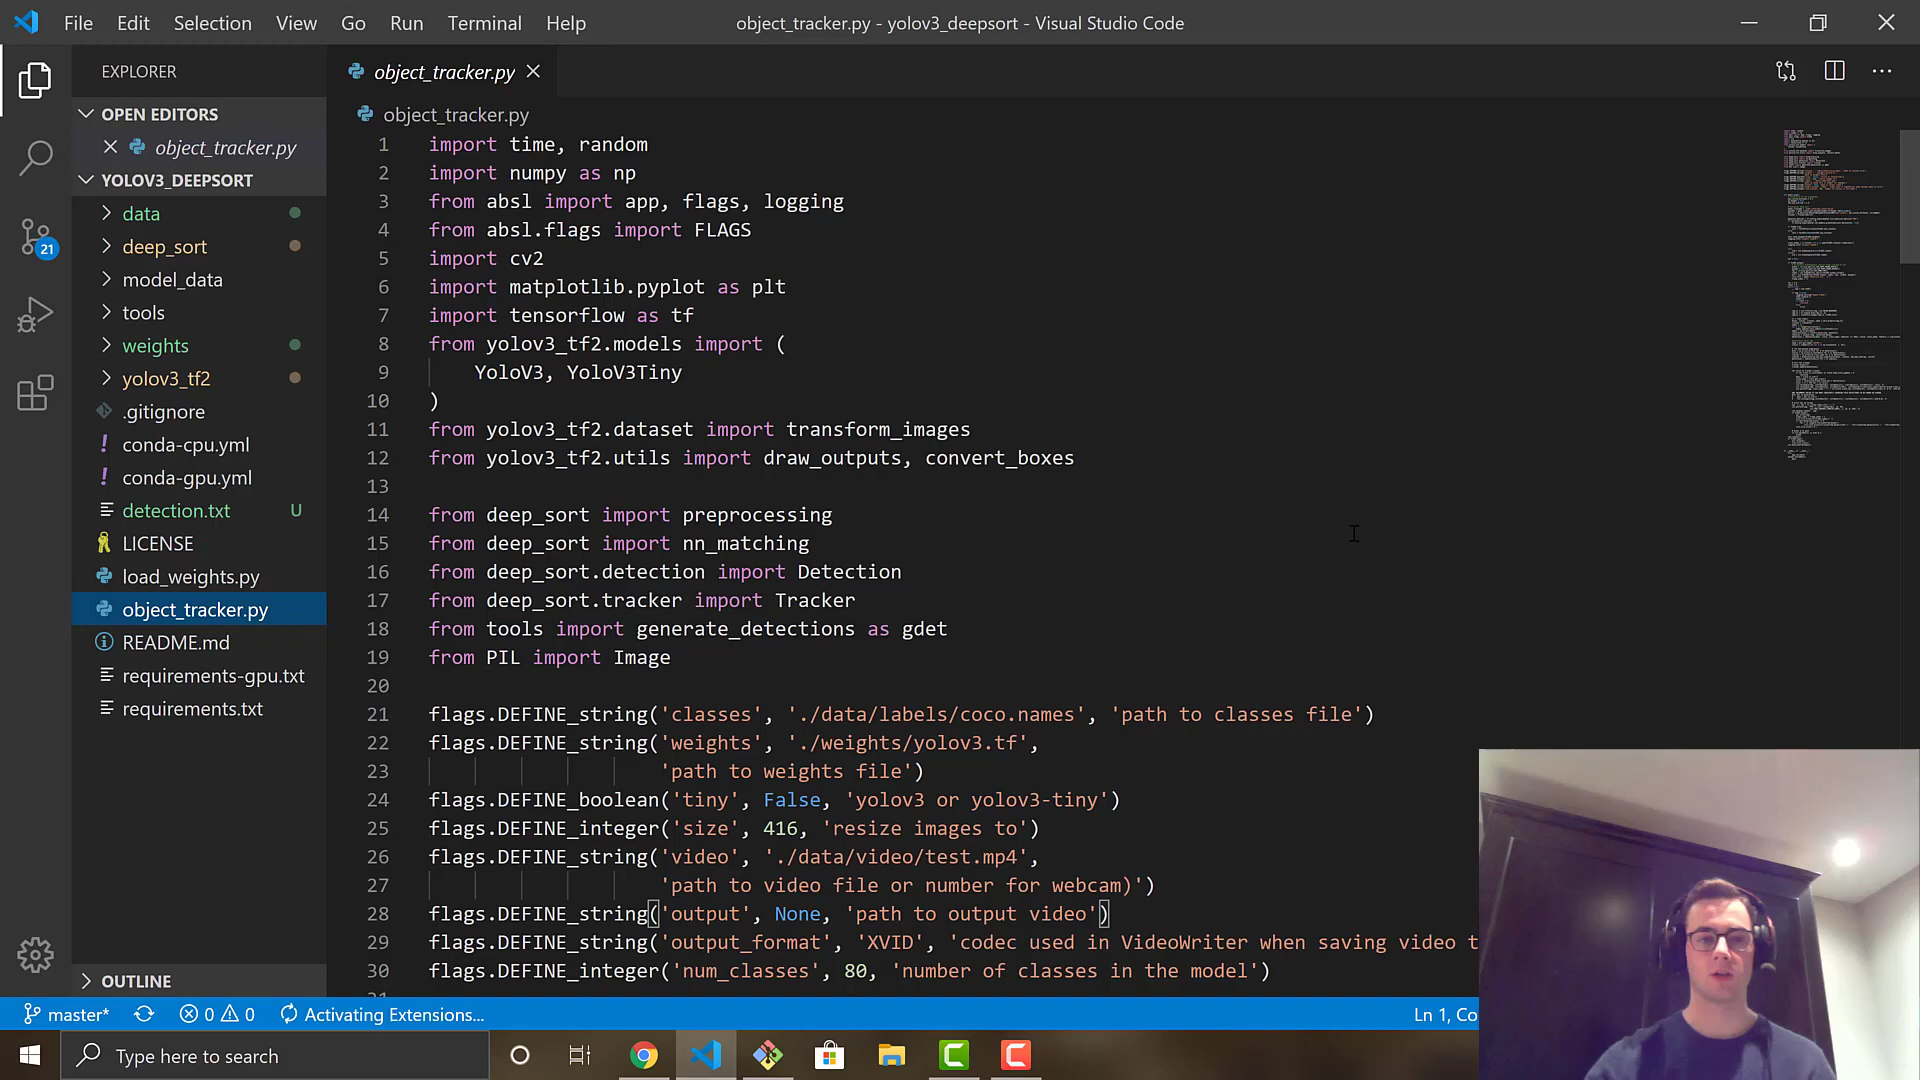 File Edit Selection View Go Run Terminal Help
object_tracker.py - yolov3_deepsort - Visual Studio Code
EXPLORER
OPEN EDITORS
object_tracker.py
YOLOV3_DEEPSORT
data
deep_sort
model_data
tools
weights
yolov3_tf2
.gitignore
conda-cpu.yml
conda-gpu.yml
detection.txt U
LICENSE
load_weights.py
object_tracker.py
README.md
requirements-gpu.txt
requirements.txt
OUTLINE
21
object_tracker.py
object_tracker.py
1 import time, random
2 import numpy as np
3 from absl import app, flags, logging
4 from absl.flags import FLAGS
5 import cv2
6 import matplotlib.pyplot as plt
7 import tensorflow as tf
8 from yolov3_tf2.models import (
9 YoloV3, YoloV3Tiny
10 )
11 from yolov3_tf2.dataset import transform_images
12 from yolov3_tf2.utils import draw_outputs, convert_boxes
13
14 from deep_sort import preprocessing
15 from deep_sort import nn_matching
16 from deep_sort.detection import Detection
17 from deep_sort.tracker import Tracker
18 from tools import generate_detections as gdet
19 from PIL import Image
20
21 flags.DEFINE_string('classes', './data/labels/coco.names', 'path to classes file')
22 flags.DEFINE_string('weights', './weights/yolov3.tf',
23 'path to weights file')
24 flags.DEFINE_boolean('tiny', False, 'yolov3 or yolov3-tiny')
25 flags.DEFINE_integer('size', 416, 'resize images to')
26 flags.DEFINE_string('video', './data/video/test.mp4',
27 'path to video file or number for webcam)')
28 flags.DEFINE_string('output', None, 'path to output video')
29 flags.DEFINE_string('output_format', 'XVID', 'codec used in VideoWriter when saving video t
30 flags.DEFINE_integer('num_classes', 80, 'number of classes in the model')
master* 0 0 Activating Extensions... Ln 1, Co
Type here to search